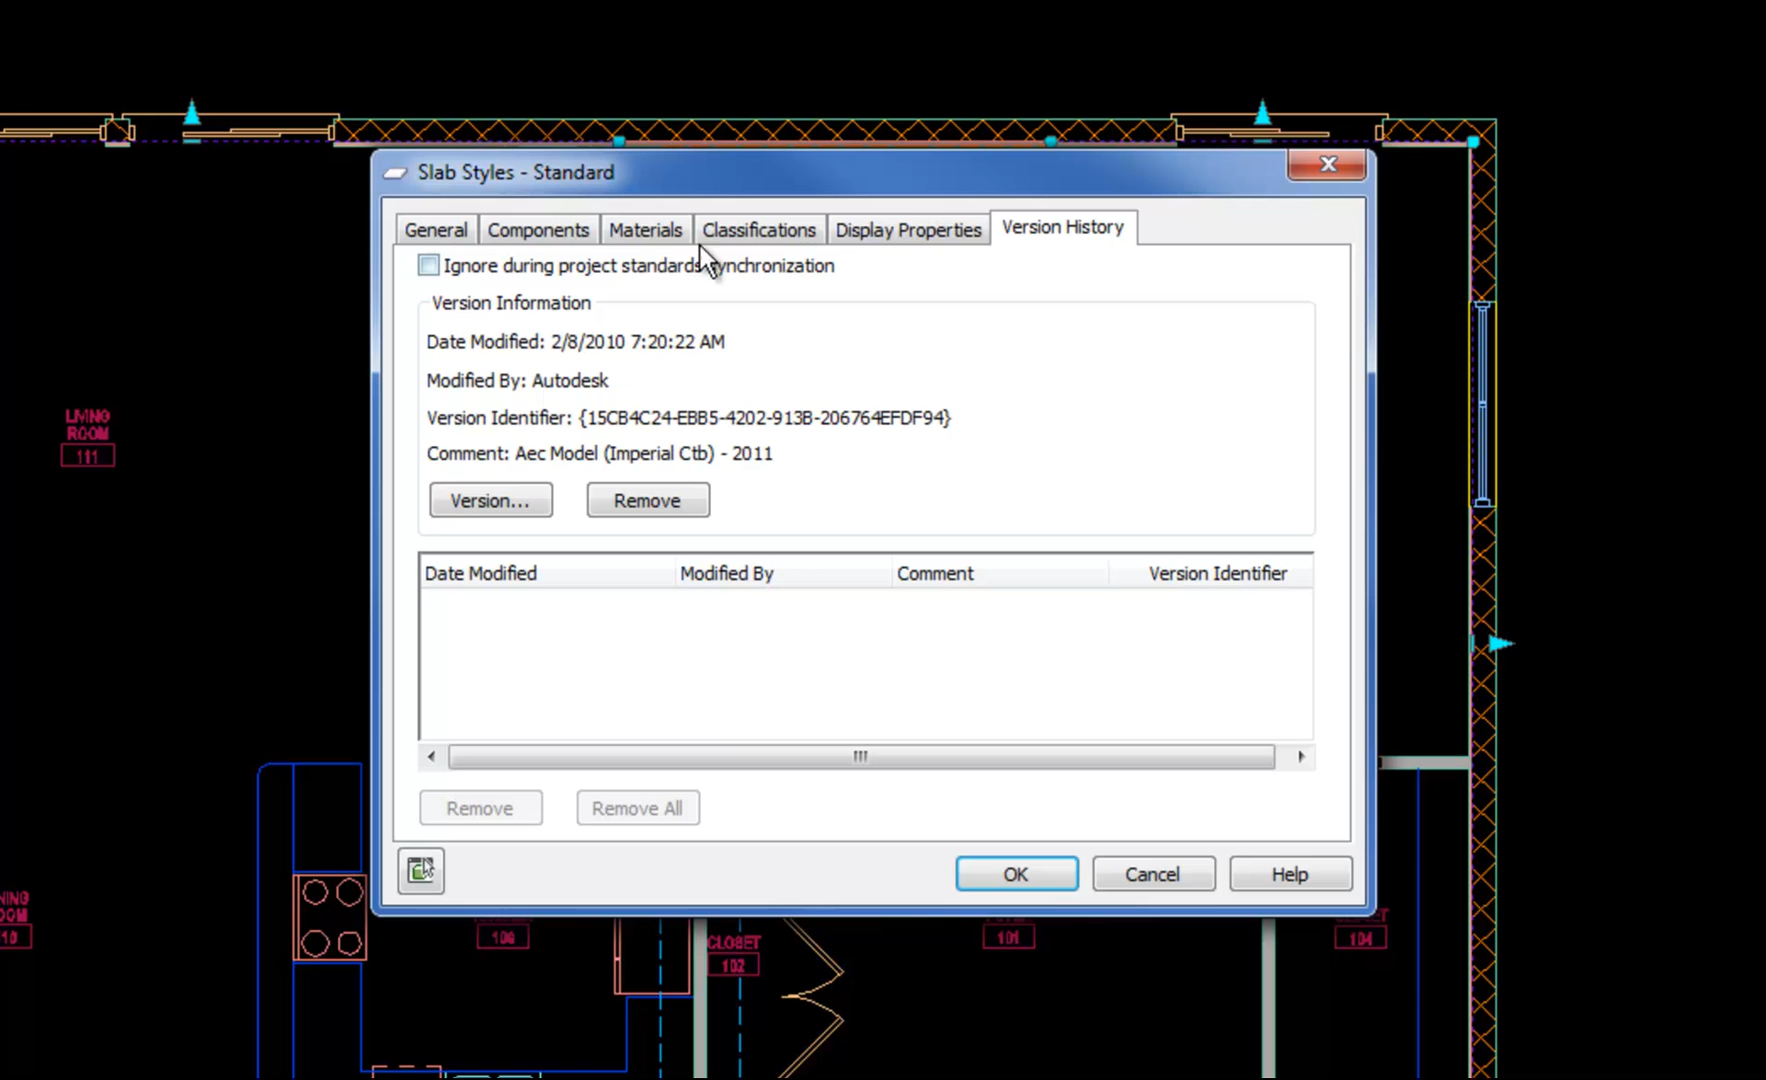 Slab Styles - Standard
General Components Materials Classifications Display Properties Version History
Ignore during project standards synchronization
Version Information
Date Modified: 2/8/2010 7:20:22 AM
Modified By: Autodesk
LIVING
ROOM
111
Version Identifier: {15CB4C24-EBB5-4202-913B-206764EFDF94}
Comment: Aec Model (Imperial Ctb) - 2011
Version... Remove
Date Modified Modified By Comment Version Identifier
Remove Remove All
OK Cancel Help
CLOSET
102
101
104